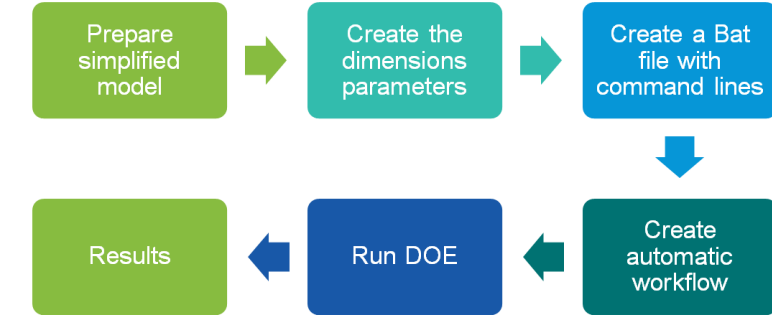 Prepare
simplified
model
Create the
dimensions
parameters
Create a Bat
file with
command lines
Create
automatic
workflow
Run DOE
Results